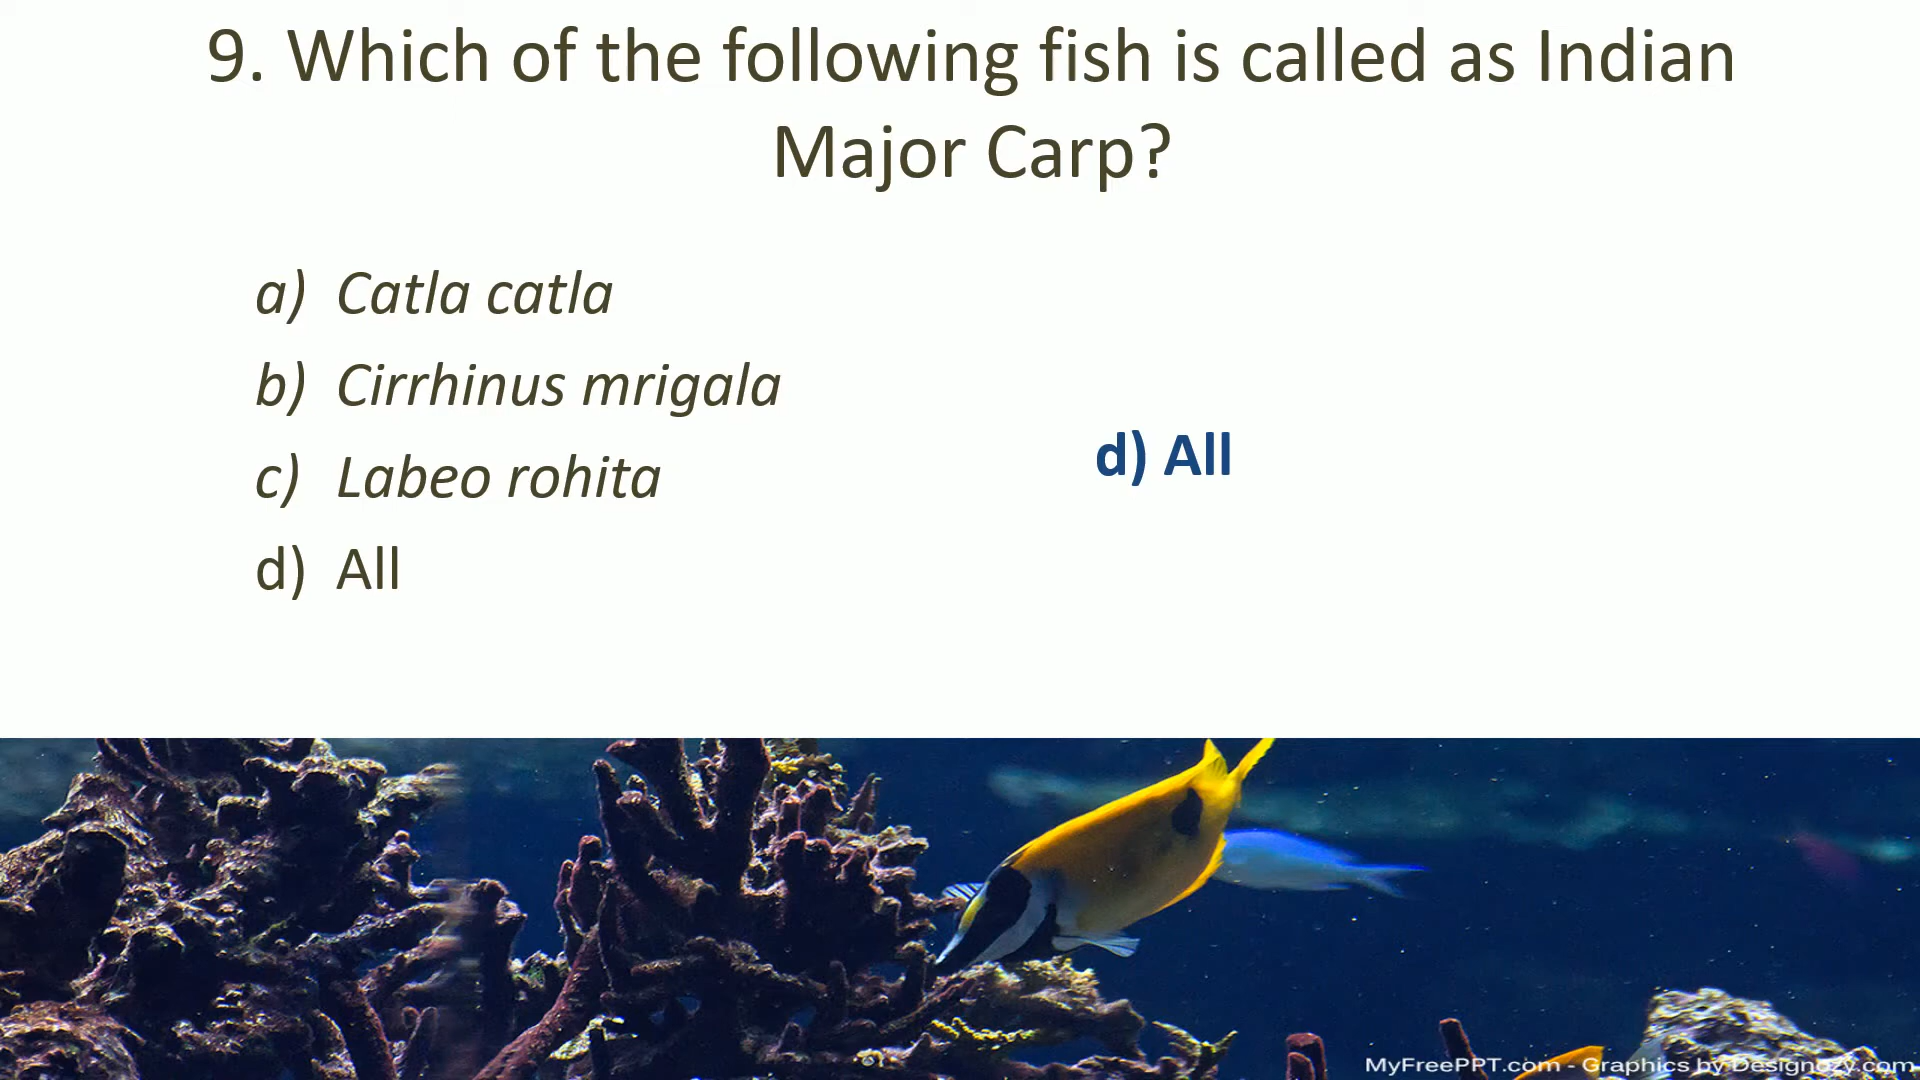 9. Which of the following fish is called as Indian
Major Carp?
a) Catla catla
b) Cirrhinus mrigala
c) Labeo rohita
d) All
d) All
MyFreePPT.com - Graphics by Designozy.com